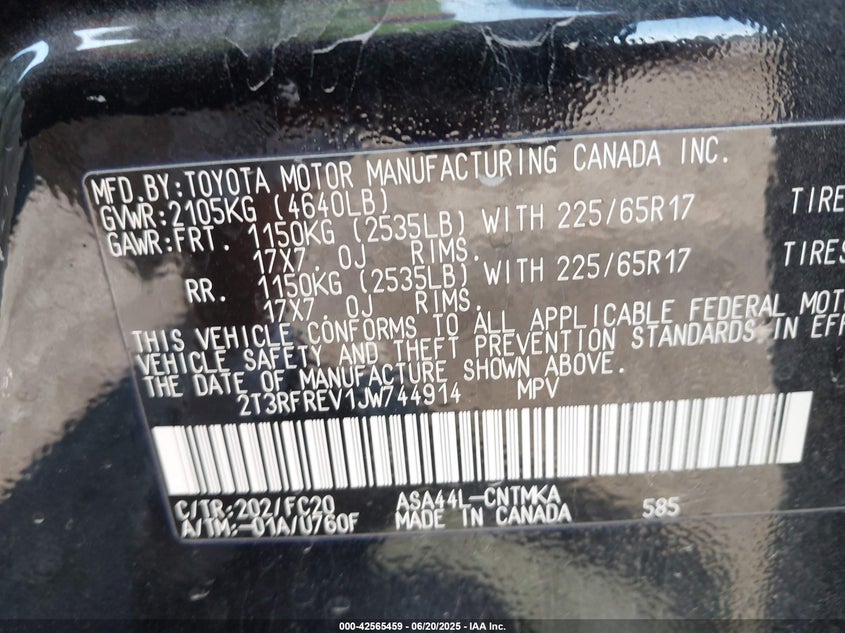 MFD.BY:TOYOTA MOTOR MANUFACTURING CANADA INC.
GVWR:2105KG (4640LB)
GAWR:FRT. 1150KG (2535LB) WITH 225/65R17 TIRES
17X7.0J RIMS.
RR. 1150KG (2535LB) WITH 225/65R17 TIRES
17X7.0J RIMS.
THIS VEHICLE CONFORMS TO ALL APPLICABLE FEDERAL MOT
VEHICLE SAFETY AND THEFT PREVENTION STANDARDS IN EFF
THE DATE OF MANUFACTURE SHOWN ABOVE.
2T3RFREV1JW744914 MPV
C/TR:202/FC20 ASA44L-CNTMKA 585
A/TM:-01A/U760F MADE IN CANADA
000-42565459 - 06/20/2025 - IAA Inc.